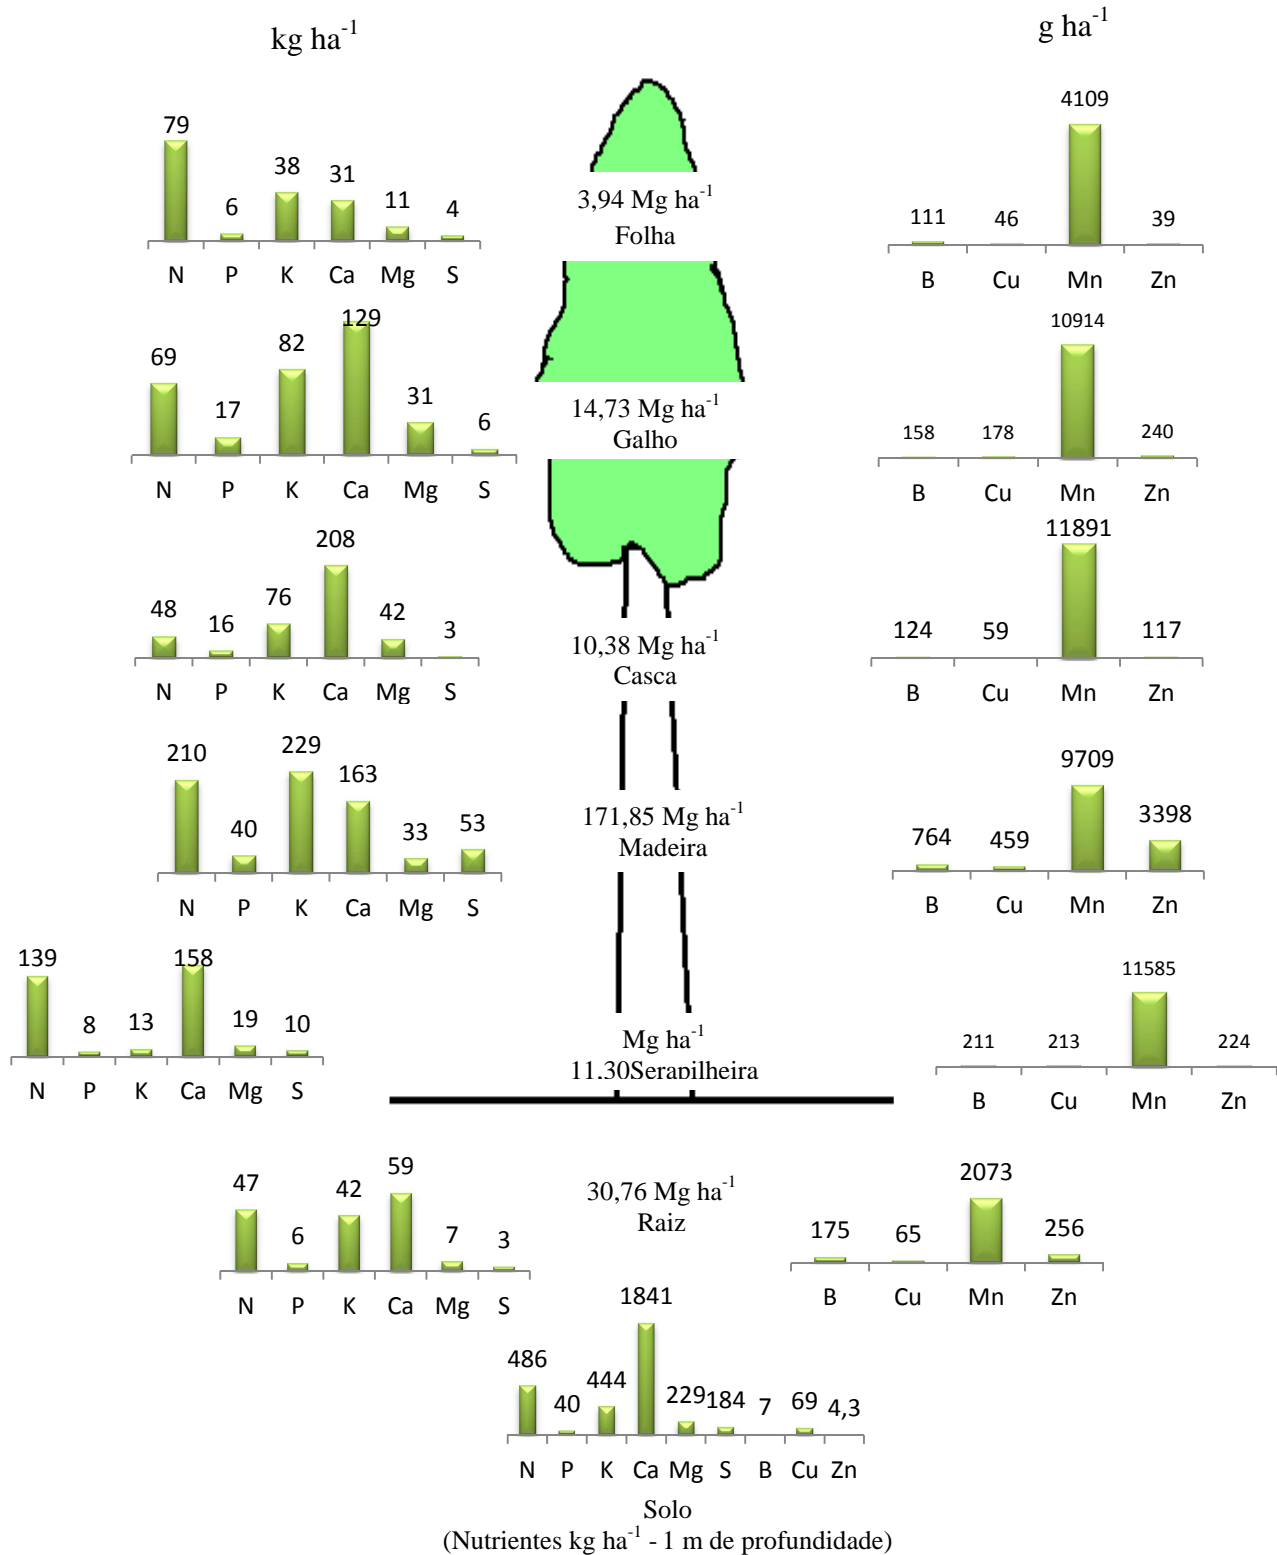 kg ha-1
g ha-1
79 6 38 31 11 4
N P K Ca Mg S
3,94 Mg ha-1
Folha
111 46 4109 39
B Cu Mn Zn
69 17 82 129 31 6
N P K Ca Mg S
14,73 Mg ha-1
Galho
158 178 10914 240
B Cu Mn Zn
48 16 76 208 42 3
N P K Ca Mg S
10,38 Mg ha-1
Casca
124 59 11891 117
B Cu Mn Zn
210 40 229 163 33 53
N P K Ca Mg S
171,85 Mg ha-1
Madeira
764 459 9709 3398
B Cu Mn Zn
139 8 13 158 19 10
N P K Ca Mg S
Mg ha-1
11.30Serapilheira
211 213 11585 224
B Cu Mn Zn
47 6 42 59 7 3
N P K Ca Mg S
30,76 Mg ha-1
Raiz
175 65 2073 256
B Cu Mn Zn
486 40 444 1841 229 184 7 69 4,3
N P K Ca Mg S B Cu Zn
Solo
(Nutrientes kg ha-1 - 1 m de profundidade)